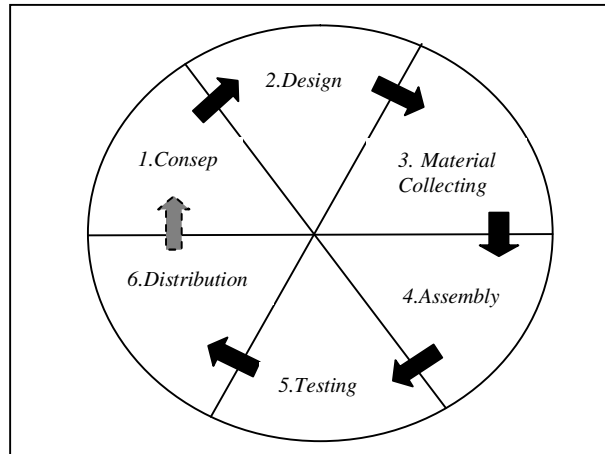 1.Consep
2.Design
3. Material
Collecting
4.Assembly
5.Testing
6.Distribution